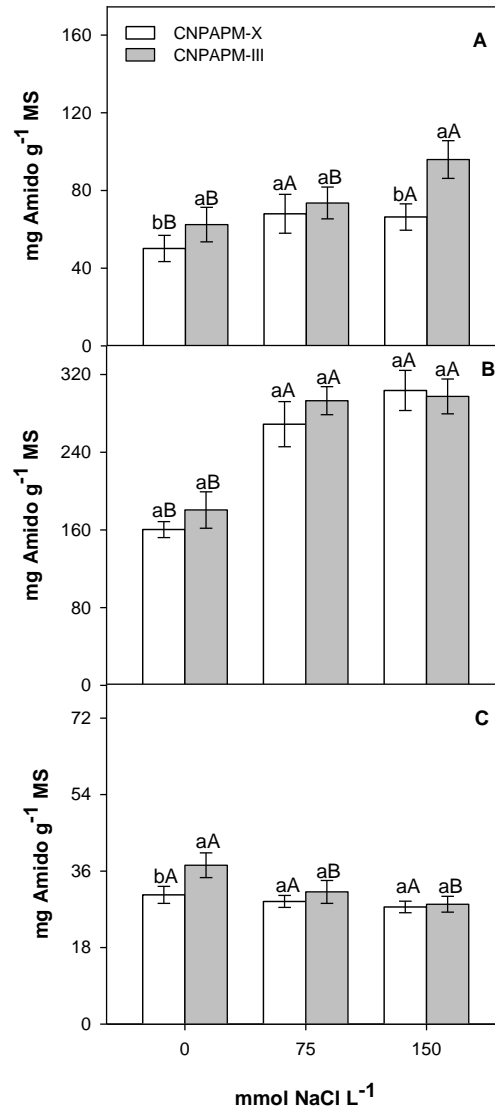 A
CNPAPM-X
CNPAPM-III
mg Amido g-1 MS
160
120
80
40
0
bB
aB
aA
aB
bA
aA
B
mg Amido g-1 MS
320
240
160
80
0
aB
aB
aA
aA
aA
aA
C
mg Amido g-1 MS
72
54
36
18
0
bA
aA
aA
aB
aA
aB
0 75 150
mmol NaCl L-1